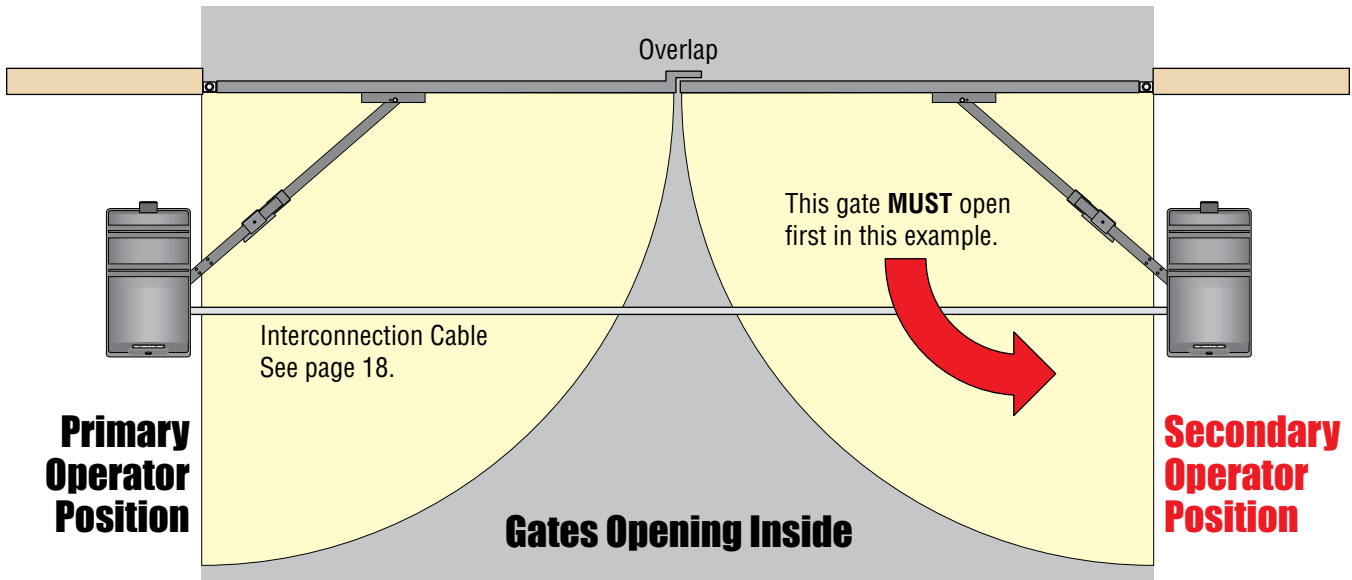 Overlap
This gate MUST open
first in this example.
Interconnection Cable
See page 18.
Primary
Operator
Position
Secondary
Operator
Position
Gates Opening Inside